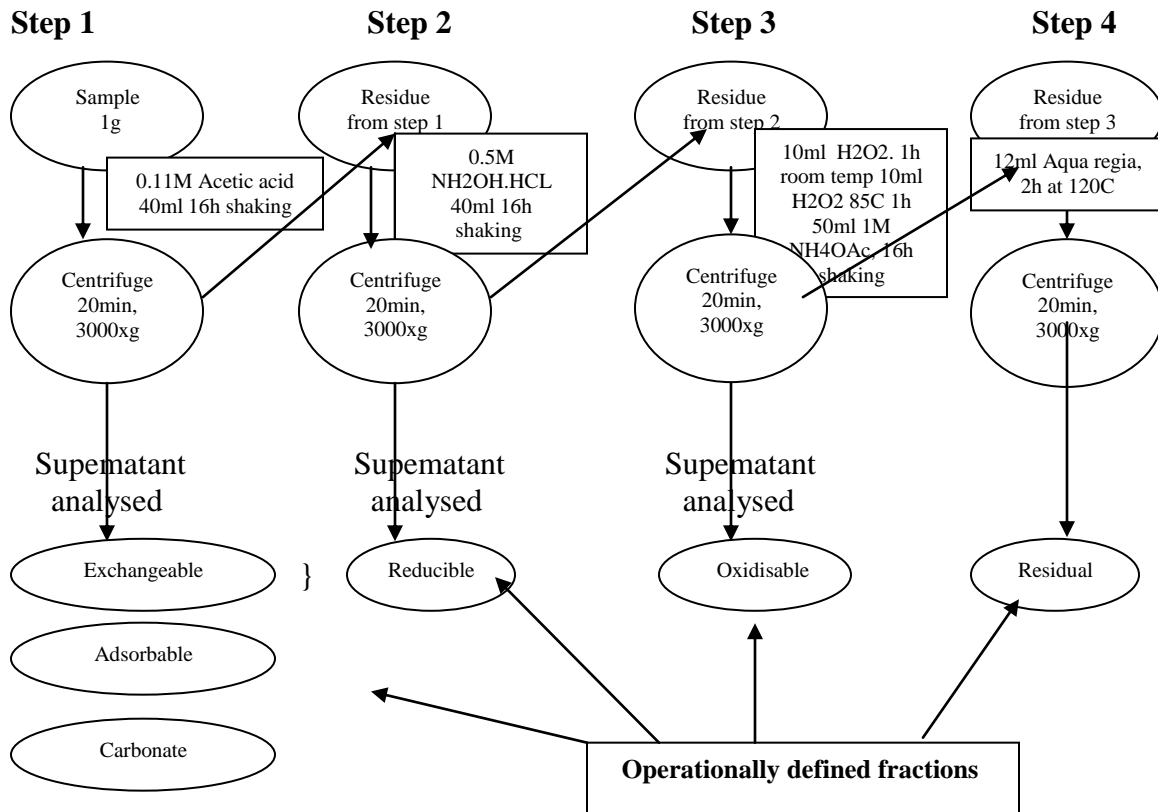 Step 1
Step 2
Step 3
Step 4
Sample
1g
0.11M Acetic acid
40ml 16h shaking
Centrifuge
20min,
3000xg
Supematant
analysed
Exchangeable
}
Adsorbable
Carbonate
Residue
from step 1
0.5M
NH2OH.HCL
40ml 16h
shaking
Centrifuge
20min,
3000xg
Supematant
analysed
Reducible
Residue
from step 2
10ml H2O2. 1h
room temp 10ml
H2O2 85C 1h
50ml 1M
NH4OAc, 16h
shaking
Centrifuge
20min,
3000xg
Supematant
analysed
Oxidisable
Residue
from step 3
12ml Aqua regia,
2h at 120C
Centrifuge
20min,
3000xg
Residual
Operationally defined fractions